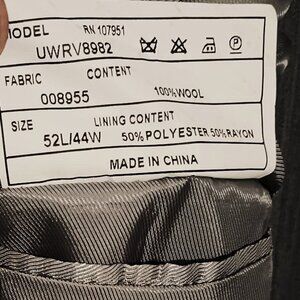 MODEL RN 107951
UWRV8982
FABRIC CONTENT
008955 100%WOOL
SIZE LINING CONTENT
52L/44W 50% POLYESTER 50% RAYON
MADE IN CHINA